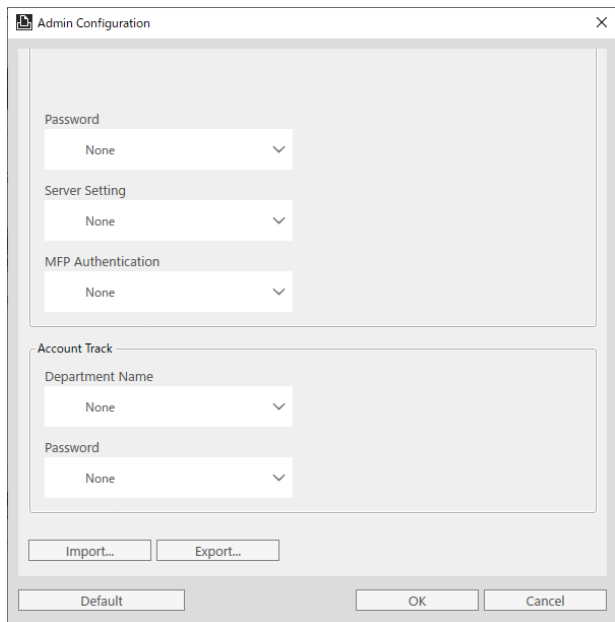 Admin Configuration
Password
None
Server Setting
None
MFP Authentication
None
Account Track
Department Name
None
Password
None
Import... Export...
Default OK Cancel